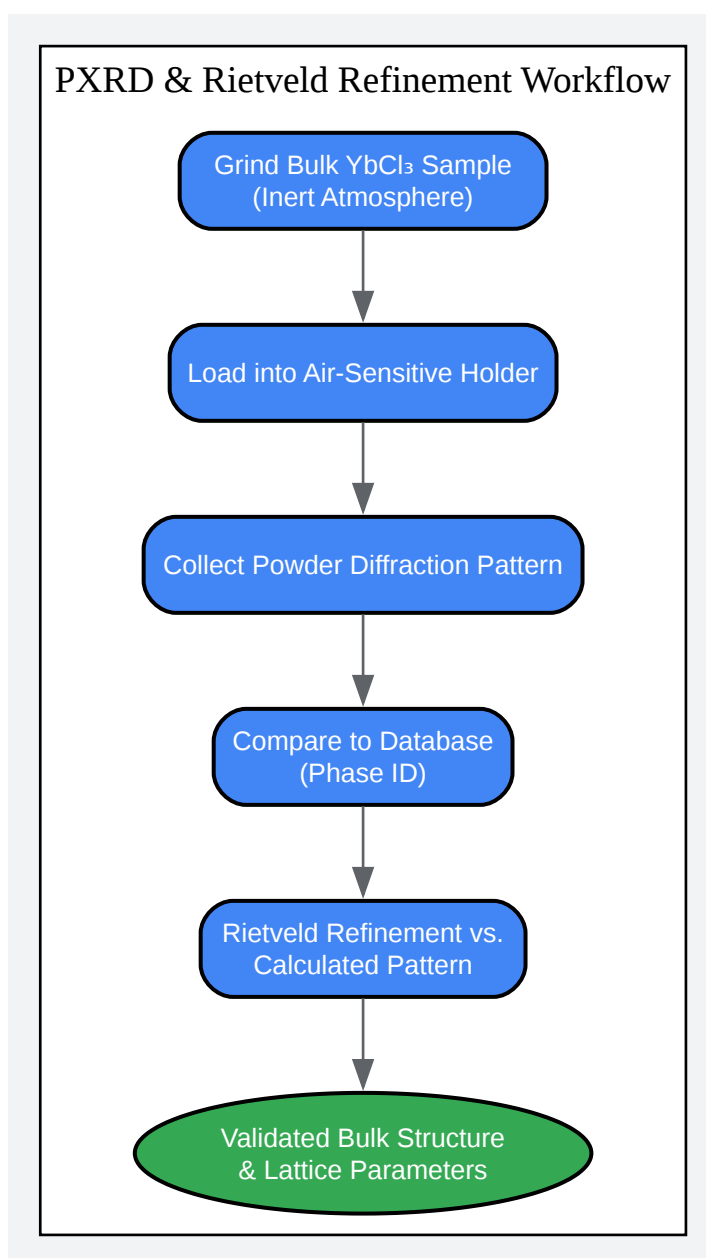 PXRD & Rietveld Refinement Workflow
Grind Bulk YbCl₃ Sample
(Inert Atmosphere)
Load into Air-Sensitive Holder
Collect Powder Diffraction Pattern
Compare to Database
(Phase ID)
Rietveld Refinement vs.
Calculated Pattern
Validated Bulk Structure
& Lattice Parameters